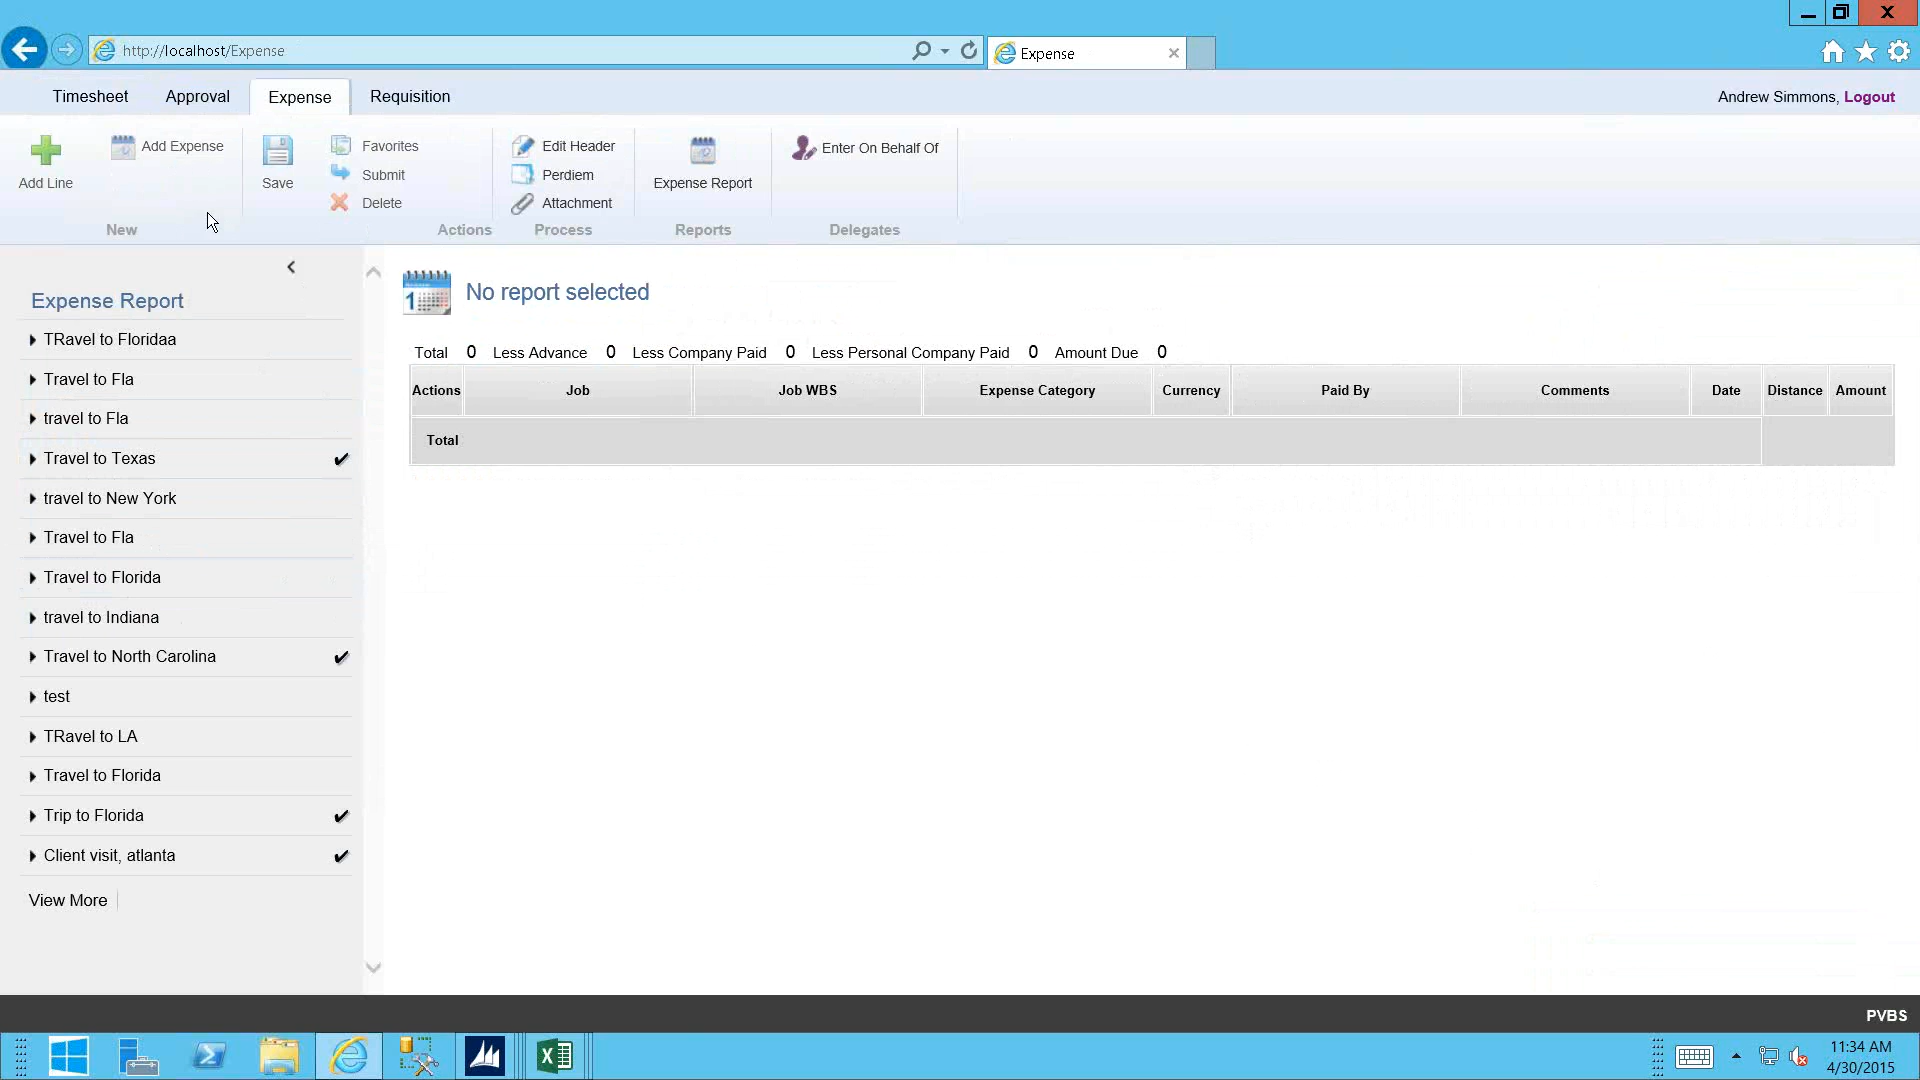 http://localhost/Expense
Expense
Timesheet Approval Expense Requisition
Andrew Simmons, Logout
Add Line
Add Expense
New
Save
Favorites
Submit
Delete
Actions
Edit Header
Perdiem
Attachment
Process
Expense Report
Reports
Enter On Behalf Of
Delegates
Expense Report
TRavel to Floridaa
Travel to Fla
travel to Fla
Travel to Texas
travel to New York
Travel to Fla
Travel to Florida
travel to Indiana
Travel to North Carolina
test
TRavel to LA
Travel to Florida
Trip to Florida
Client visit, atlanta
View More
1
No report selected
Total 0 Less Advance 0 Less Company Paid 0 Less Personal Company Paid 0 Amount Due 0
Actions Job Job WBS Expense Category Currency Paid By Comments Date Distance Amount
Total
PVBS
11:34 AM
4/30/2015